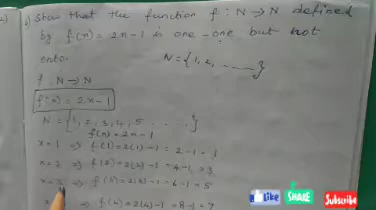 Show that the function f : N → N defined
by f(n) = 2n - 1 is one - one but not
onto.
N = {1, 2, ........}
f : N → N
f(x) = 2x - 1
N = {1, 2, 3, 4, 5 ......}
f(n) = 2n - 1
x = 1 ⇒ f(1) = 2(1) - 1 = 2 - 1 = 1
x = 2 ⇒ f(2) = 2(2) - 1 = 4 - 1 = 3
x = 3 ⇒ f(3) = 2(3) - 1 = 6 - 1 = 5
⇒ f(4) = 2(4) - 1 = 8 - 1 = 7
Like SHARE Subscribe